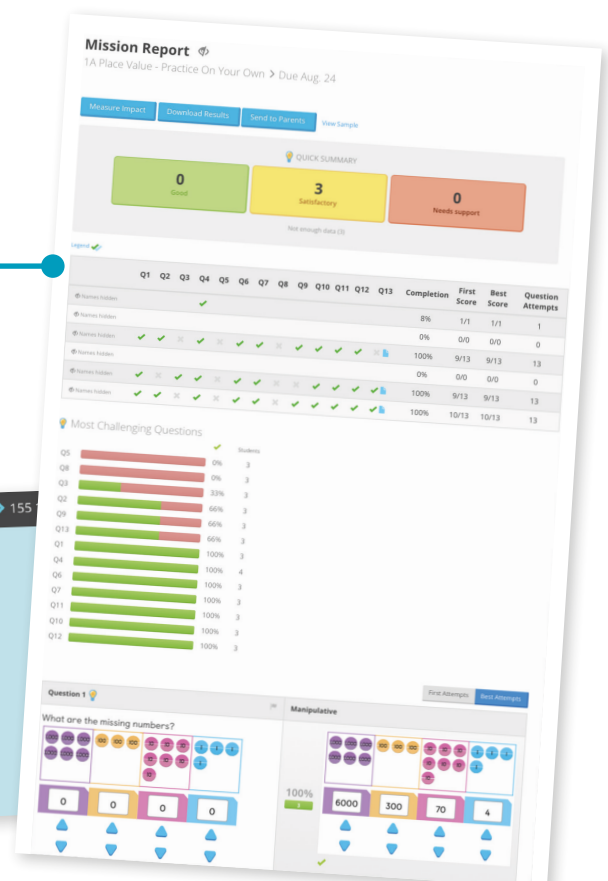 Mission Report
1A Place Value - Practice On Your Own > Due Aug. 24
Measure Impact Download Results Send to Parents View Sample
QUICK SUMMARY
0 3 0
Good Satisfactory Needs support
Not enough data (3)
Legend
Q1 Q2 Q3 Q4 Q5 Q6 Q7 Q8 Q9 Q10 Q11 Q12 Q13 Completion First Score Best Score Question Attempts
Names hidden 8% 1/1 1/1 1
Names hidden 0% 0/0 0/0 0
Names hidden 100% 9/13 9/13 13
Names hidden 0% 0/0 0/0 0
Names hidden 100% 9/13 9/13 13
Names hidden 100% 10/13 10/13 13
Most Challenging Questions
Students
Q5 0% 3
Q8 0% 3
Q3 33% 3
Q2 66% 3
Q9 66% 3
Q13 66% 3
Q1 100% 3
Q4 100% 4
Q6 100% 3
Q7 100% 3
Q11 100% 3
Q10 100% 3
Q12 100% 3
155
First Attempts Best Attempts
Question 1 Manipulative
What are the missing numbers?
100%
0 0 0 0 6000 300 70 4